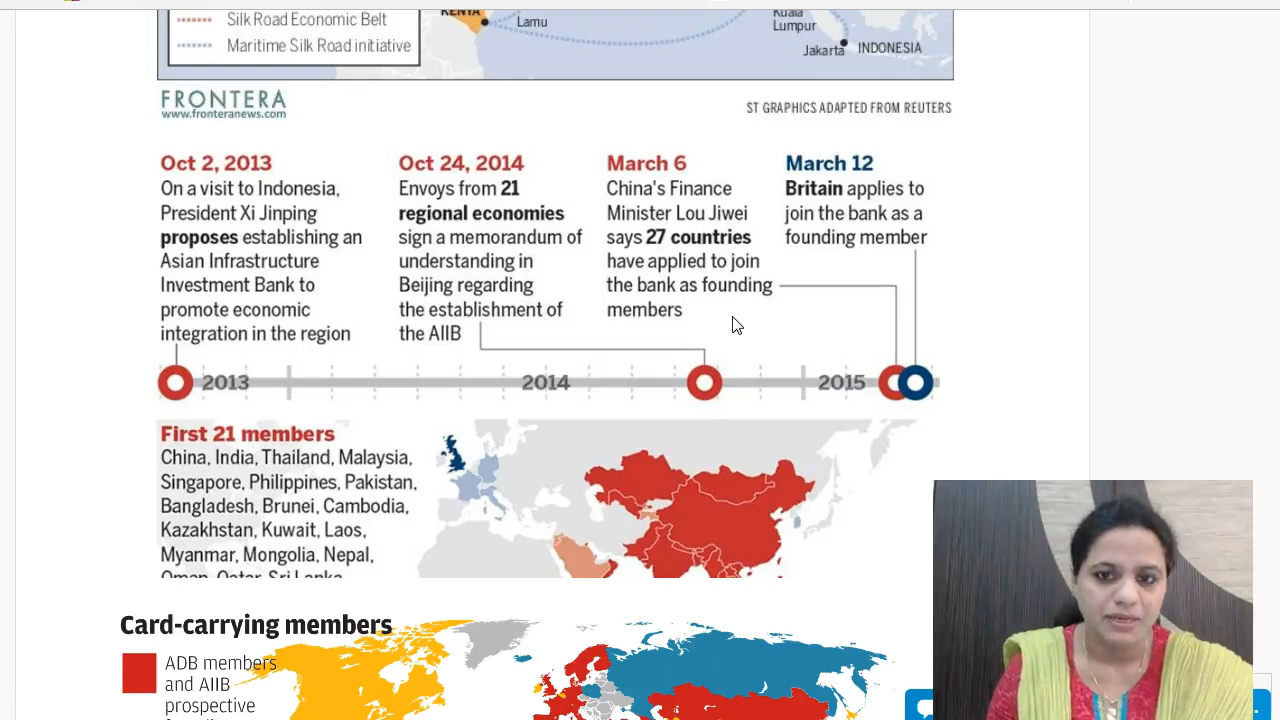 KENYA
Lamu
Silk Road Economic Belt
Maritime Silk Road initiative
Kuala
Lumpur
Jakarta
INDONESIA
FRONTERA
www.fronteranews.com
ST GRAPHICS ADAPTED FROM REUTERS
Oct 2, 2013
On a visit to Indonesia,
President Xi Jinping
proposes establishing an
Asian Infrastructure
Investment Bank to
promote economic
integration in the region
Oct 24, 2014
Envoys from 21
regional economies
sign a memorandum of
understanding in
Beijing regarding
the establishment of
the AIIB
March 6
China's Finance
Minister Lou Jiwei
says 27 countries
have applied to join
the bank as founding
members
March 12
Britain applies to
join the bank as a
founding member
2013
2014
2015
First 21 members
China, India, Thailand, Malaysia,
Singapore, Philippines, Pakistan,
Bangladesh, Brunei, Cambodia,
Kazakhstan, Kuwait, Laos,
Myanmar, Mongolia, Nepal,
Oman, Qatar, Sri Lanka,
Card-carrying members
ADB members
and AIIB
prospective